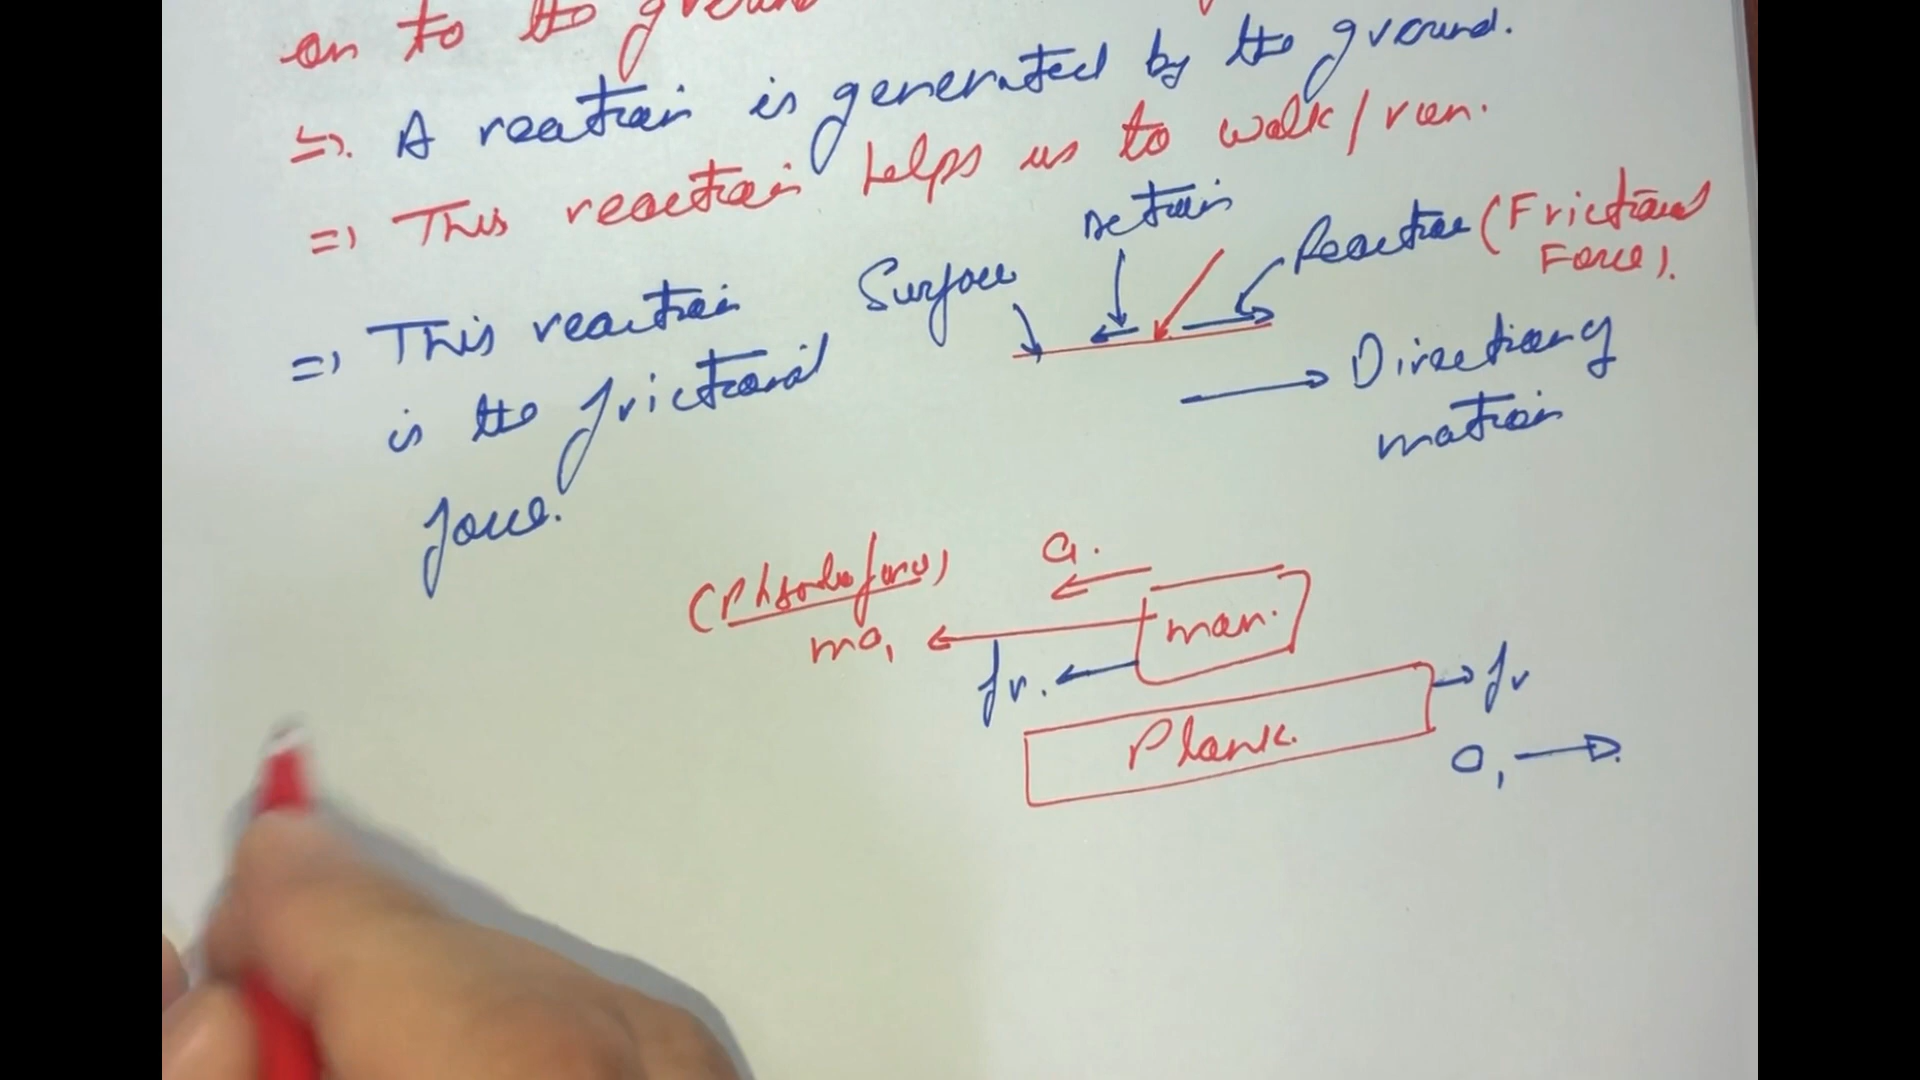 on to the ground
=> A reaction is generated by the ground.
=> This reaction helps us to walk/run.
=> This reaction
is the frictional
force.
Surface
Action
Reaction (Frictional
Force).
Direction of
motion
a.
(Phsodo force)
ma,
man.
fr.
fr
Plank.
a,